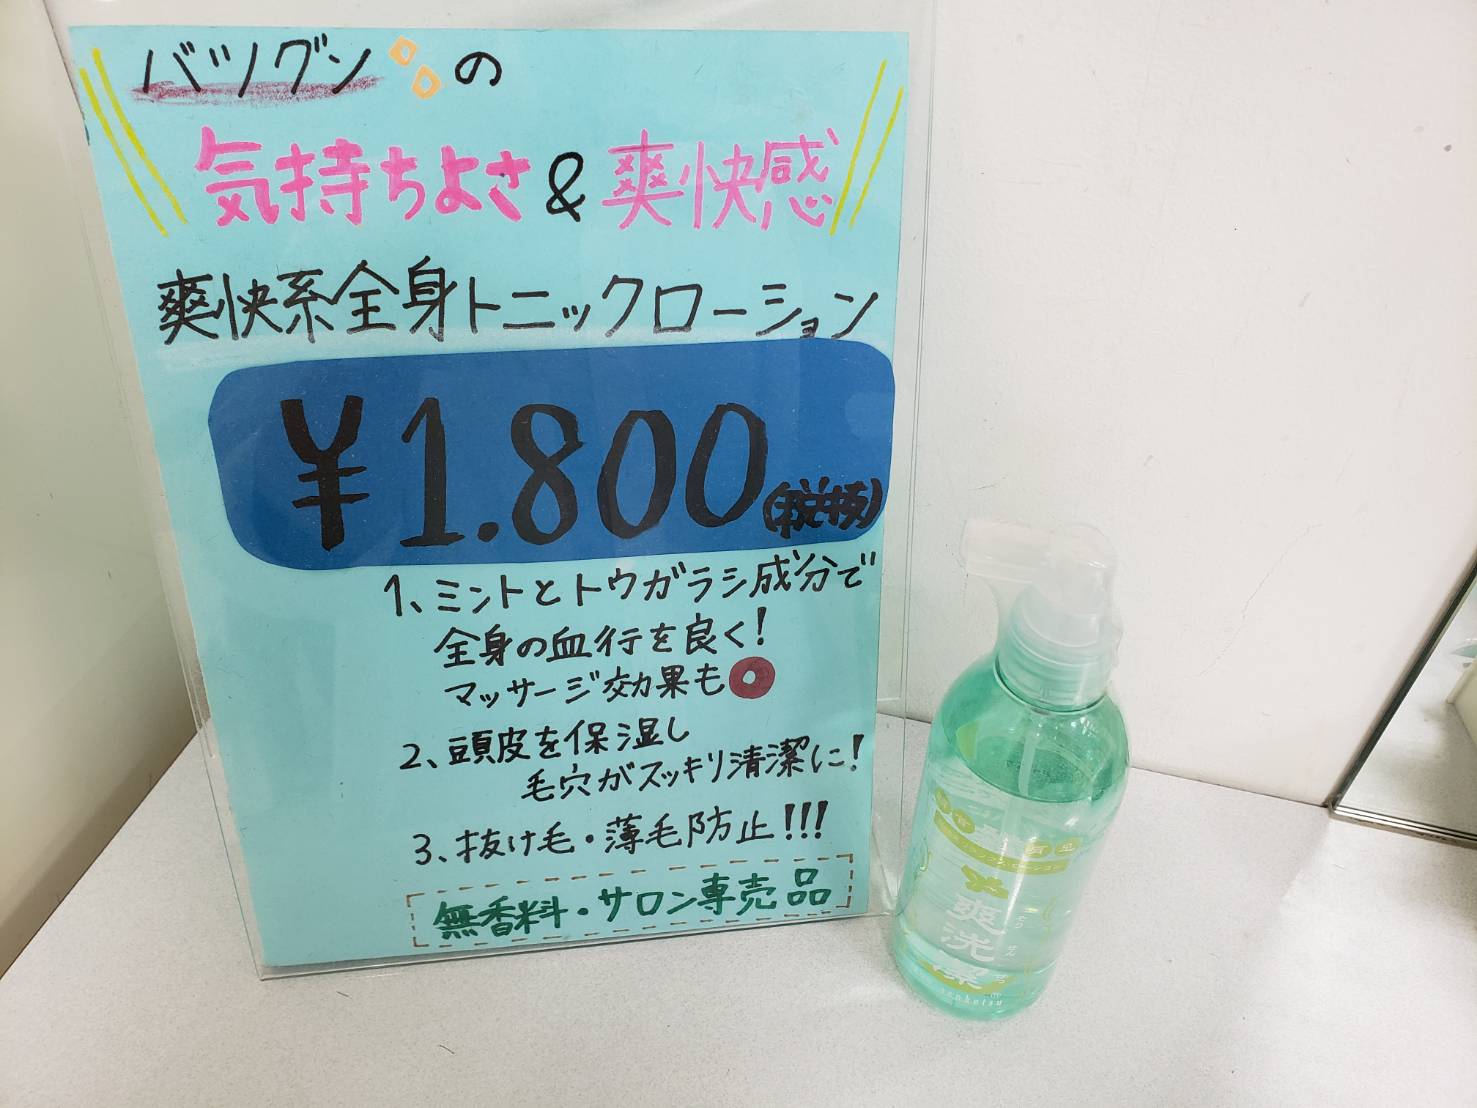 バツグンの
気持ちよさ&爽快感
爽快系全身トニックローション
¥1.800(税抜)
1、ミントとトウガラシ成分で
全身の血行を良く!
マッサージ効果も
2、頭皮を保湿し
毛穴がスッキリ清潔に!
3、抜け毛・薄毛防止!!!
無香料・サロン専売品
爽洗潔